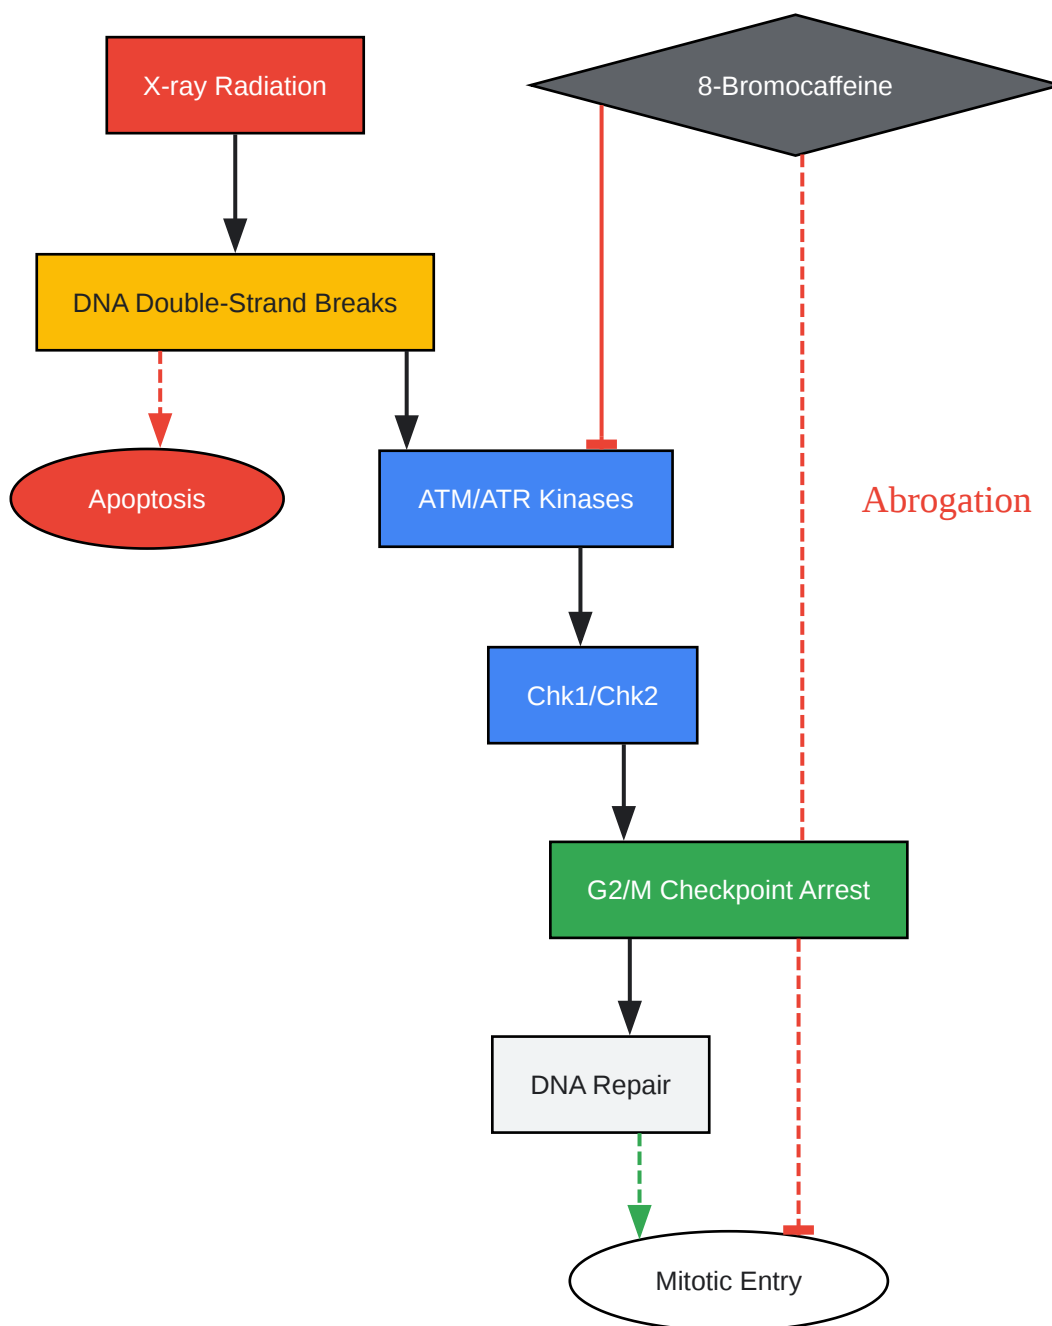 X-ray Radiation
8-Bromocaffeine
DNA Double-Strand Breaks
Apoptosis
ATM/ATR Kinases
Abrogation
Chk1/Chk2
G2/M Checkpoint Arrest
DNA Repair
Mitotic Entry